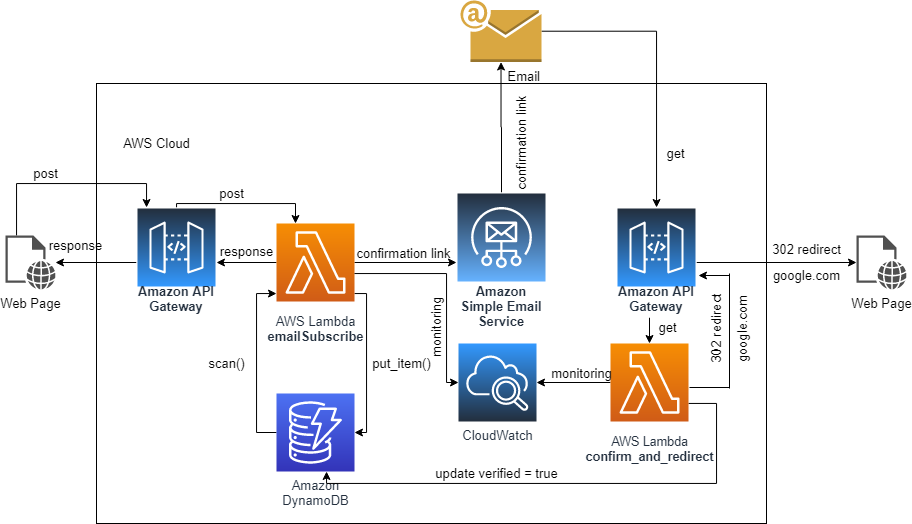 @
Email
AWS Cloud
post
post
confirmation link
get
response
response
confirmation link
302 redirect
google.com
Web Page
Amazon API
Gateway
AWS Lambda
emailSubscribe
Amazon
Simple Email
Service
Amazon API
Gateway
Web Page
get
302 redirect
google.com
monitoring
scan()
put_item()
monitoring
CloudWatch
AWS Lambda
confirm_and_redirect
update verified = true
Amazon
DynamoDB